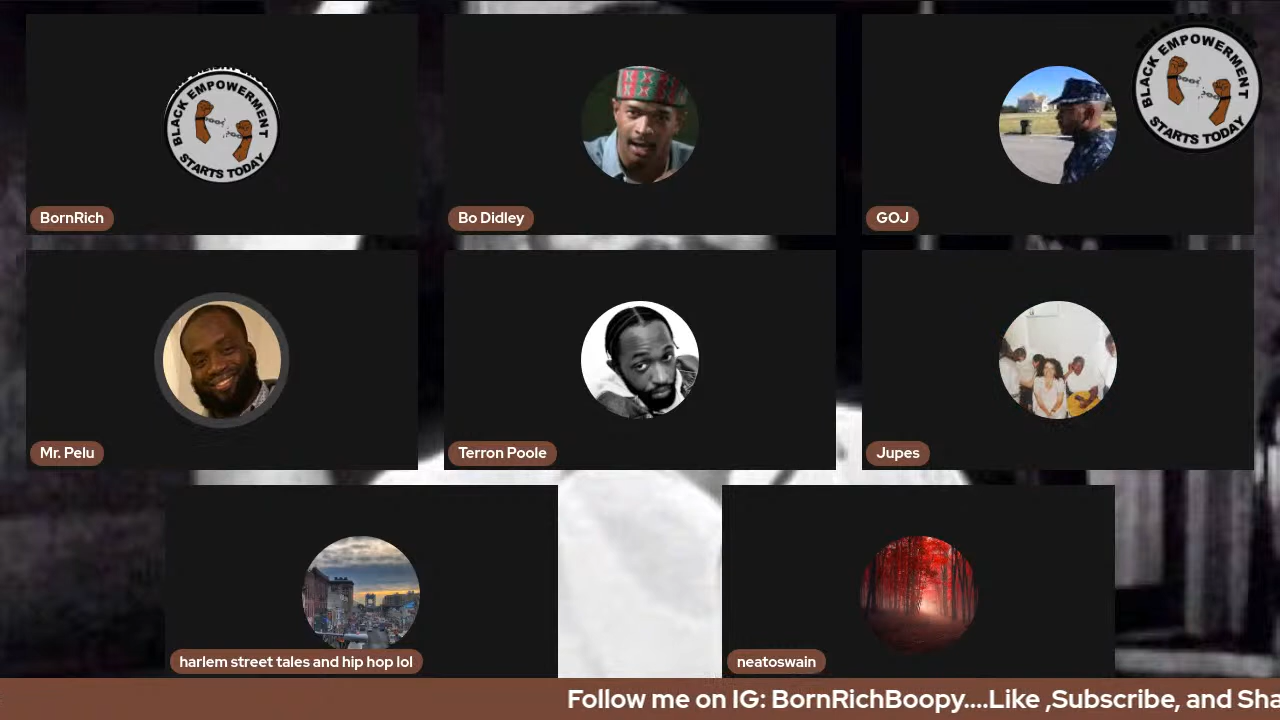 BLACK EMPOWERMENT
STARTS TODAY
BLACK EMPOWERMENT
STARTS TODAY
BornRich
Bo Didley
GOJ
Mr. Pelu
Terron Poole
Jupes
harlem street tales and hip hop lol
neatoswain
Follow me on IG: BornRichBoopy....Like ,Subscribe, and Sha